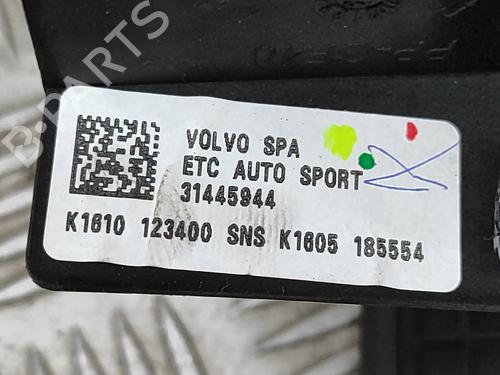 B-PARTS
VOLVO SPA
ETC AUTO SPORT
31445944
K1610 123400 SNS K1605 185554